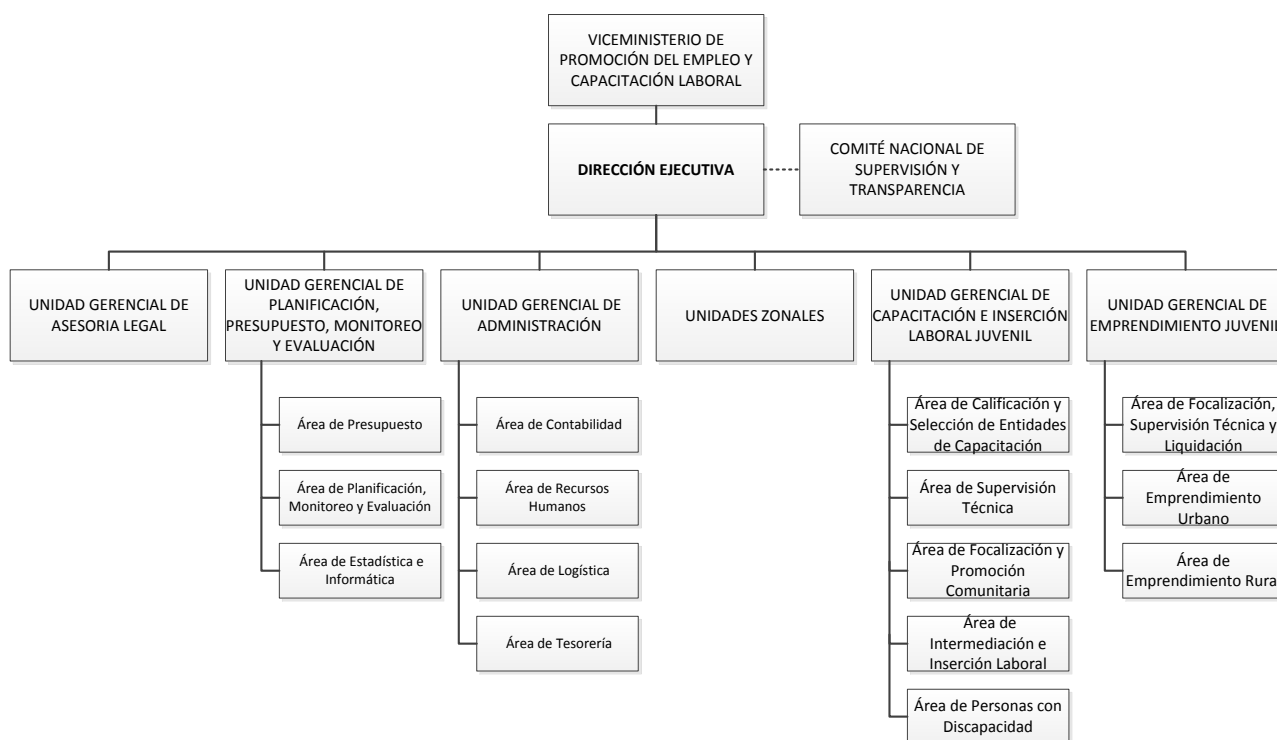 VICEMINISTERIO DE
PROMOCIÓN DEL EMPLEO Y
CAPACITACIÓN LABORAL
DIRECCIÓN EJECUTIVA
COMITÉ NACIONAL DE
SUPERVISIÓN Y
TRANSPARENCIA
UNIDAD GERENCIAL DE
ASESORIA LEGAL
UNIDAD GERENCIAL DE
PLANIFICACIÓN,
PRESUPUESTO, MONITOREO
Y EVALUACIÓN
UNIDAD GERENCIAL DE
ADMINISTRACIÓN
UNIDADES ZONALES
UNIDAD GERENCIAL DE
CAPACITACIÓN E INSERCIÓN
LABORAL JUVENIL
UNIDAD GERENCIAL DE
EMPRENDIMIENTO JUVENIL
Área de Presupuesto
Área de Planificación,
Monitoreo y Evaluación
Área de Estadística e
Informática
Área de Contabilidad
Área de Recursos
Humanos
Área de Logística
Área de Tesorería
Área de Calificación y
Selección de Entidades
de Capacitación
Área de Supervisión
Técnica
Área de Focalización y
Promoción
Comunitaria
Área de
Intermediación e
Inserción Laboral
Área de Personas con
Discapacidad
Área de Focalización,
Supervisión Técnica y
Liquidación
Área de
Emprendimiento
Urbano
Área de
Emprendimiento Rural